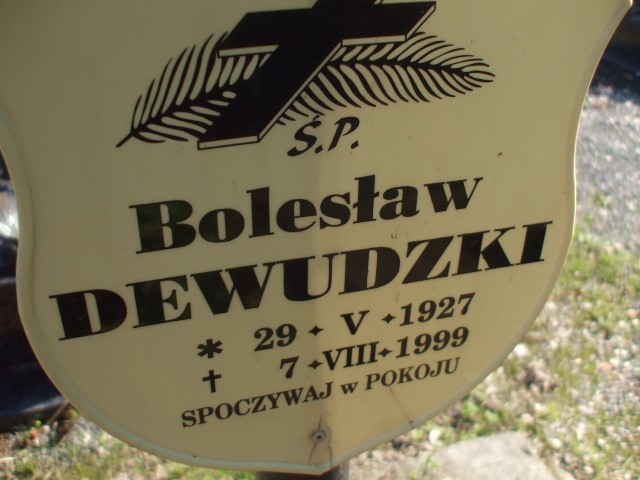 Ś.P.
Bolesław
DEWUDZKI
* 29 ✦ V ✦ 1927
† 7 ✦ VIII ✦ 1999
SPOCZYWAJ w POKOJU